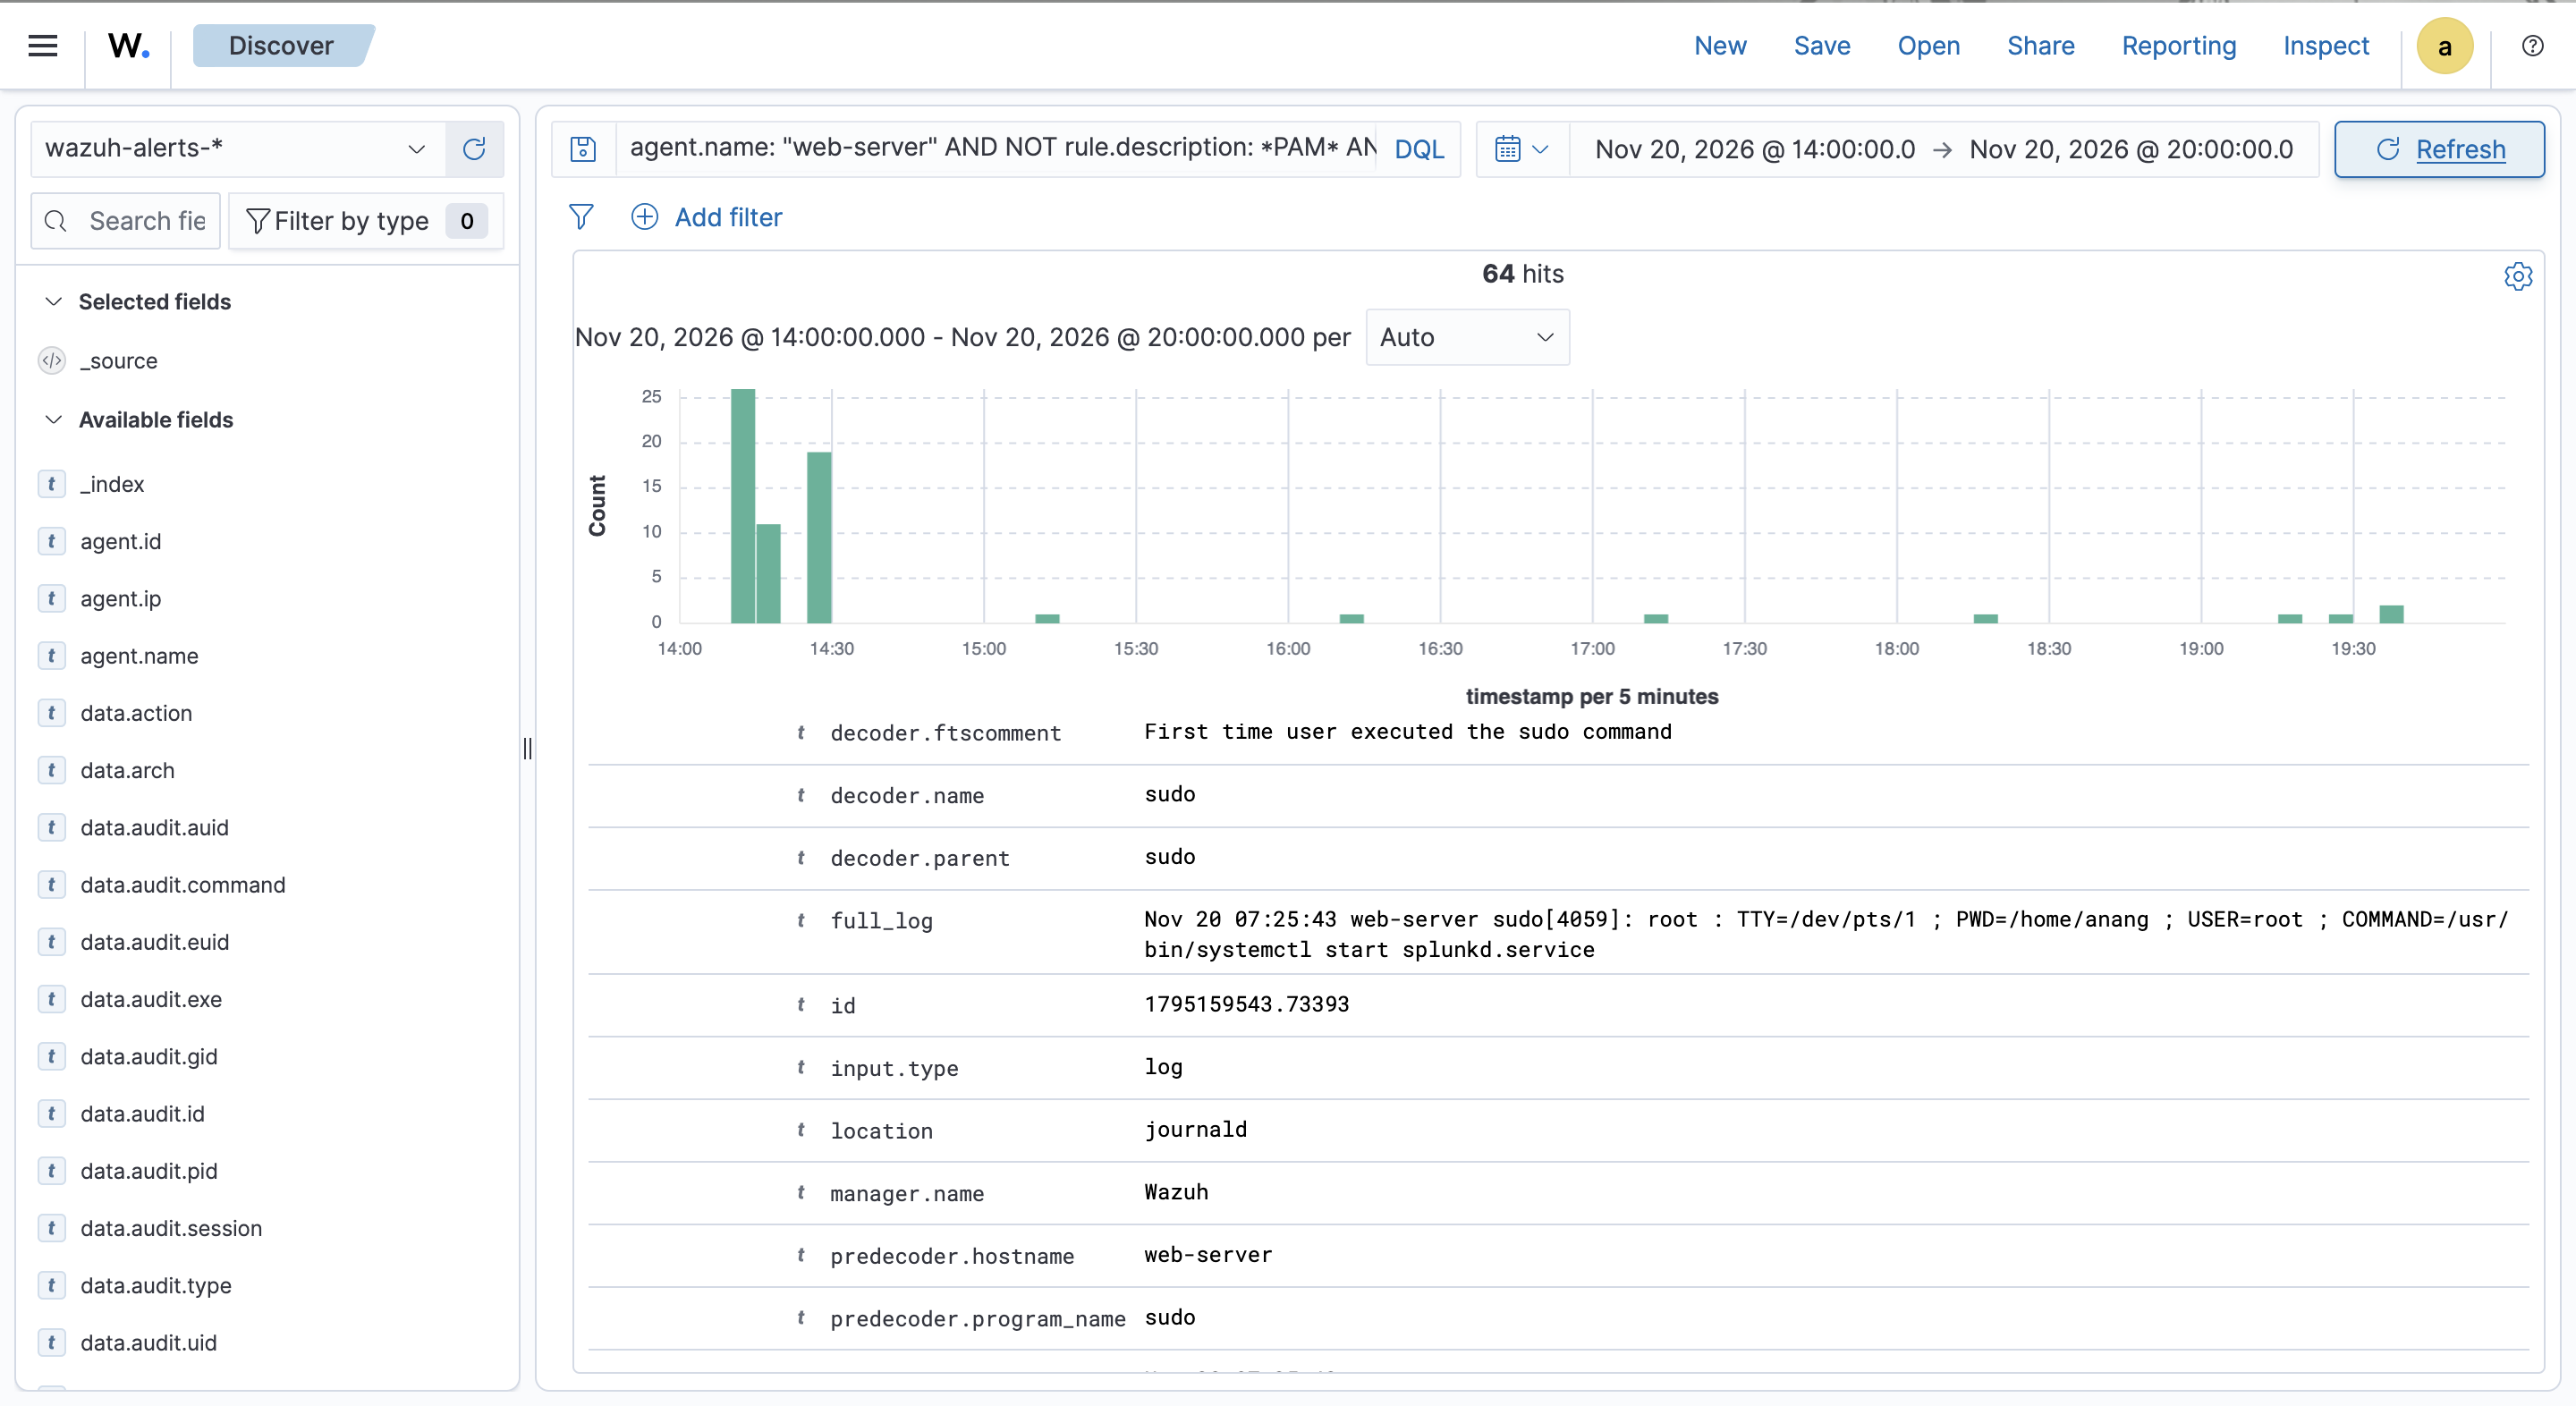 W.
Discover
New Save Open Share Reporting Inspect a
wazuh-alerts-*
agent.name: "web-server" AND NOT rule.description: *PAM* AN DQL
Nov 20, 2026 @ 14:00:00.0 → Nov 20, 2026 @ 20:00:00.0
Refresh
Search fie
Filter by type 0
Add filter
Selected fields
_source
Available fields
t _index
t agent.id
t agent.ip
t agent.name
t data.action
t data.arch
t data.audit.auid
t data.audit.command
t data.audit.euid
t data.audit.exe
t data.audit.gid
t data.audit.id
t data.audit.pid
t data.audit.session
t data.audit.type
t data.audit.uid
64 hits
Nov 20, 2026 @ 14:00:00.000 - Nov 20, 2026 @ 20:00:00.000 per Auto
Count
25
20
15
10
5
0
14:00 14:30 15:00 15:30 16:00 16:30 17:00 17:30 18:00 18:30 19:00 19:30
timestamp per 5 minutes
t decoder.ftscomment First time user executed the sudo command
t decoder.name sudo
t decoder.parent sudo
t full_log Nov 20 07:25:43 web-server sudo[4059]: root : TTY=/dev/pts/1 ; PWD=/home/anang ; USER=root ; COMMAND=/usr/
bin/systemctl start splunkd.service
t id 1795159543.73393
t input.type log
t location journald
t manager.name Wazuh
t predecoder.hostname web-server
t predecoder.program_name sudo